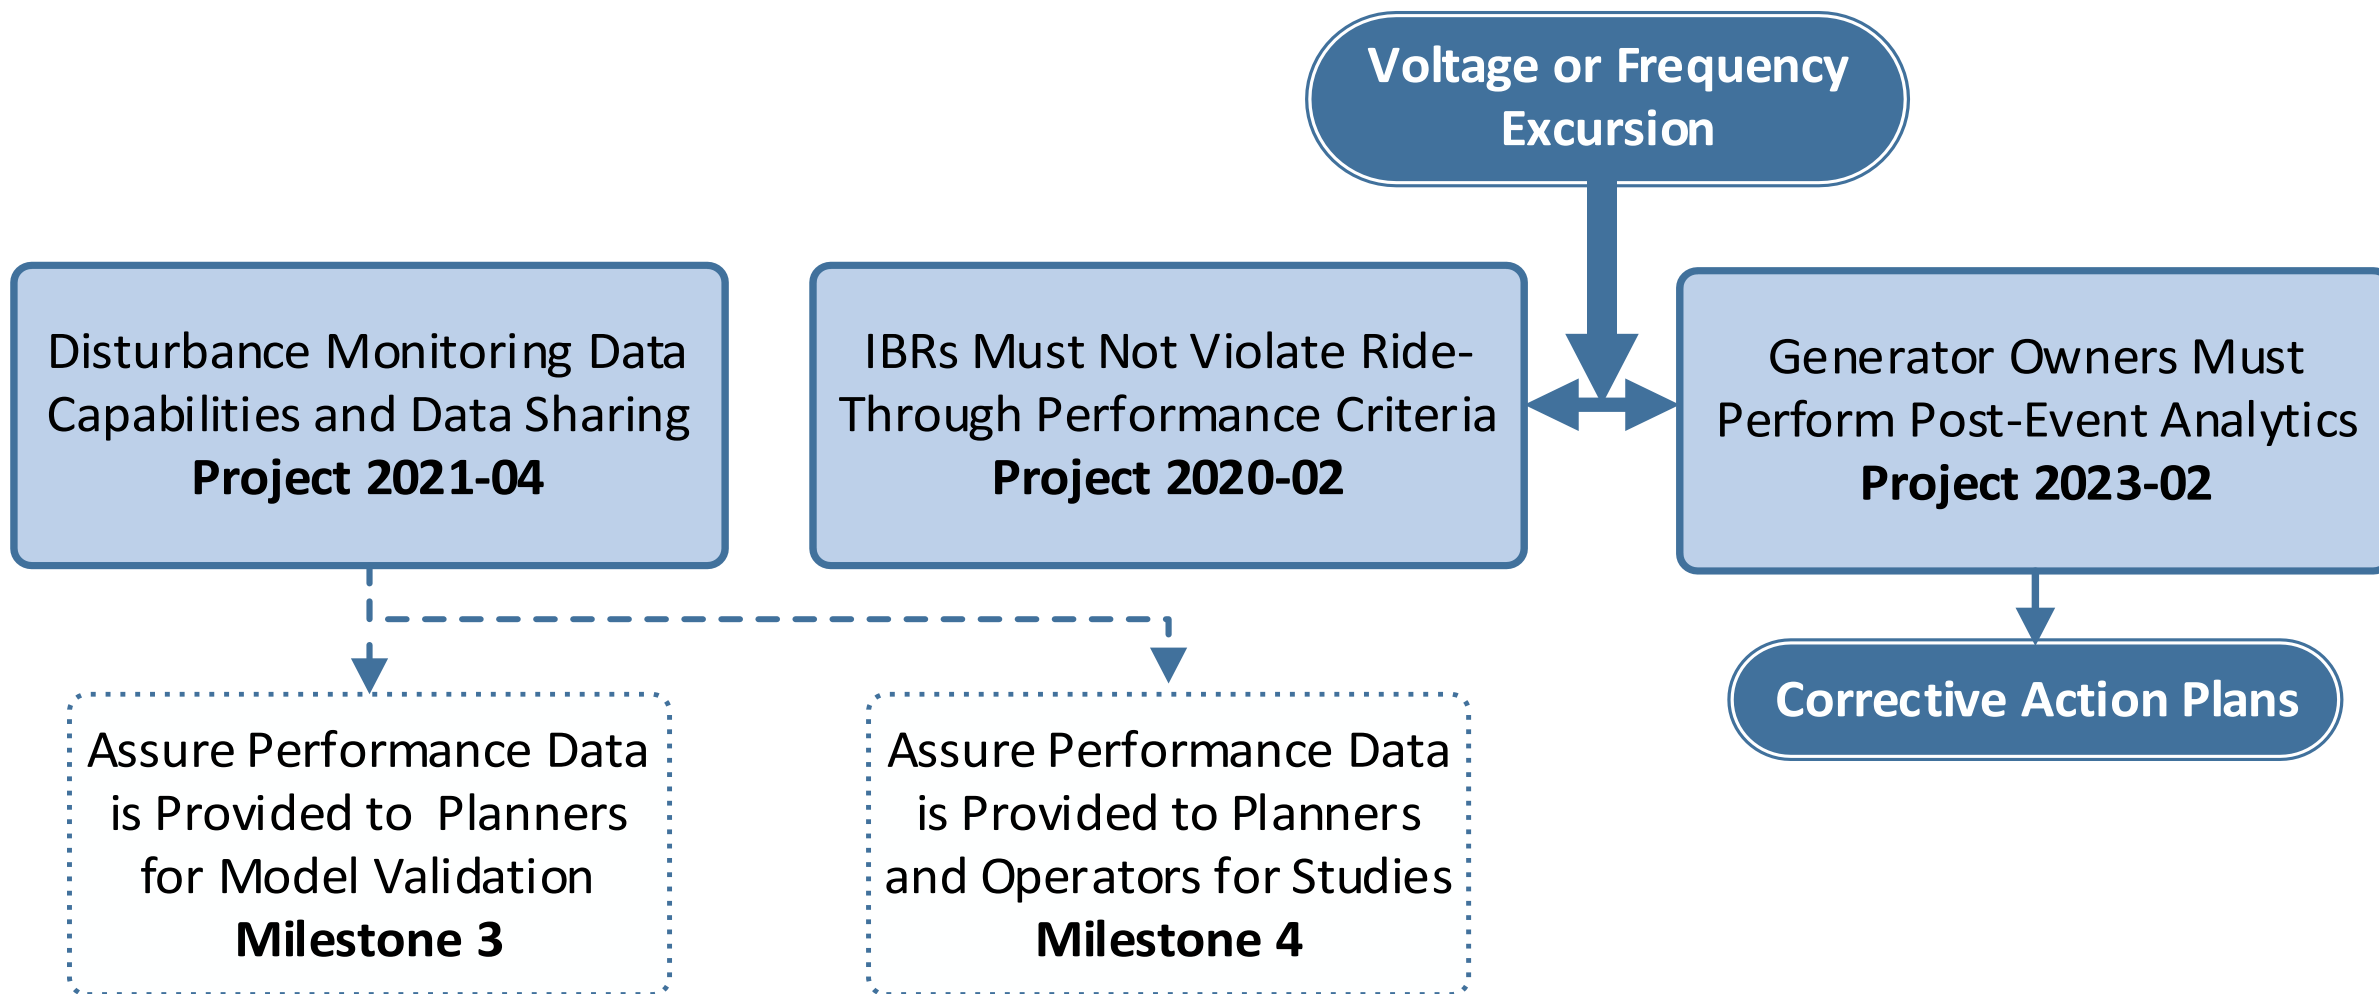 Voltage or Frequency
Excursion
Disturbance Monitoring Data
Capabilities and Data Sharing
Project 2021-04
IBRs Must Not Violate Ride-
Through Performance Criteria
Project 2020-02
Generator Owners Must
Perform Post-Event Analytics
Project 2023-02
Assure Performance Data
is Provided to Planners
for Model Validation
Milestone 3
Assure Performance Data
is Provided to Planners
and Operators for Studies
Milestone 4
Corrective Action Plans